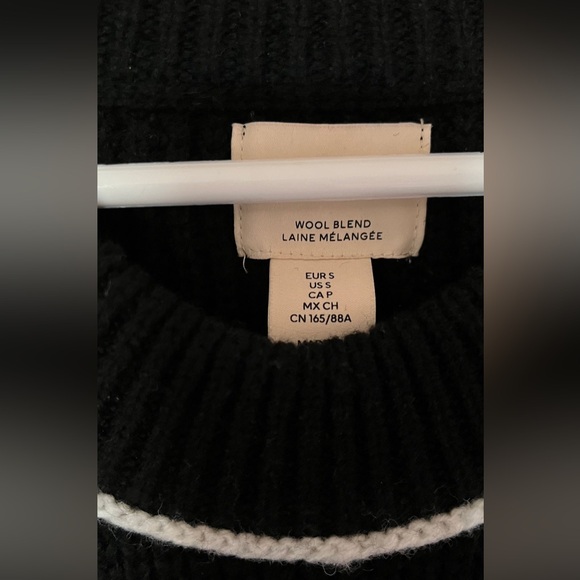 WOOL BLEND
LAINE MÉLANGÉE
EUR S
US S
CA P
MX CH
CN 165/88A